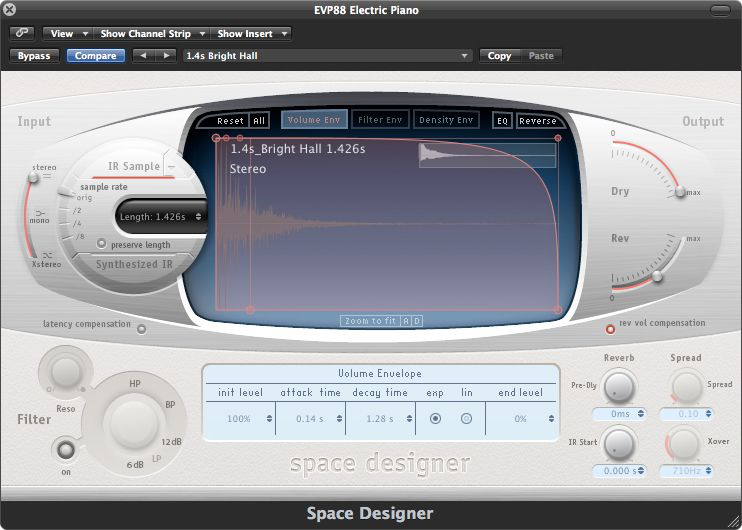 EVP88 Electric Piano
View Show Channel Strip Show Insert
Bypass Compare 1.4s Bright Hall Copy Paste
Reset All Volume Env Filter Env Density Env EQ Reverse
Input
Output
1.4s_Bright Hall 1.426s
Stereo
IR Sample
sample rate
orig
/2
/4
/8
Length: 1.426s
preserve length
Synthesized IR
stereo
mono
Xstereo
0
Dry
max
Rev
max
0
Zoom to fit A D
latency compensation
rev vol compensation
Reso
Filter
on
HP
BP
12dB
LP
6dB
Volume Envelope
init level attack time decay time exp lin end level
100% 0.14 s 1.28 s 0%
space designer
Reverb Spread
Pre-Dly Spread
0ms 0.10
IR Start Xover
0.000 s 710Hz
Space Designer